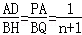 AD/BH = PA/BQ = 1/(n+1)